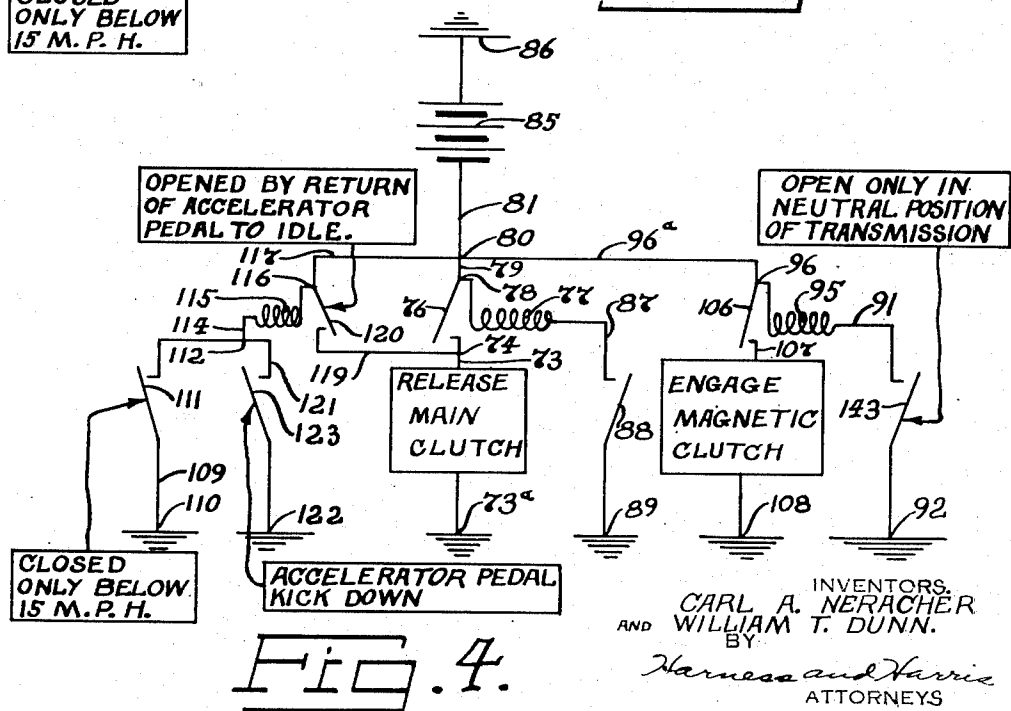 CLOSED
ONLY BELOW
15 M.P.H.
86
85
OPENED BY RETURN
OF ACCELERATOR
PEDAL TO IDLE.
81
OPEN ONLY IN
NEUTRAL POSITION
OF TRANSMISSION
117
80
96a
79
116
78
96
115
76
77
87
106
95
91
114
120
112
74
107
119
73
111
121
123
RELEASE
MAIN
CLUTCH
88
ENGAGE
MAGNETIC
CLUTCH
143
109
110
122
73a
89
108
92
CLOSED
ONLY BELOW
15 M.P.H.
ACCELERATOR PEDAL
KICK DOWN
INVENTORS.
CARL A. NERACHER
AND WILLIAM T. DUNN.
BY
Harness and Harris
ATTORNEYS
Fig. 4.